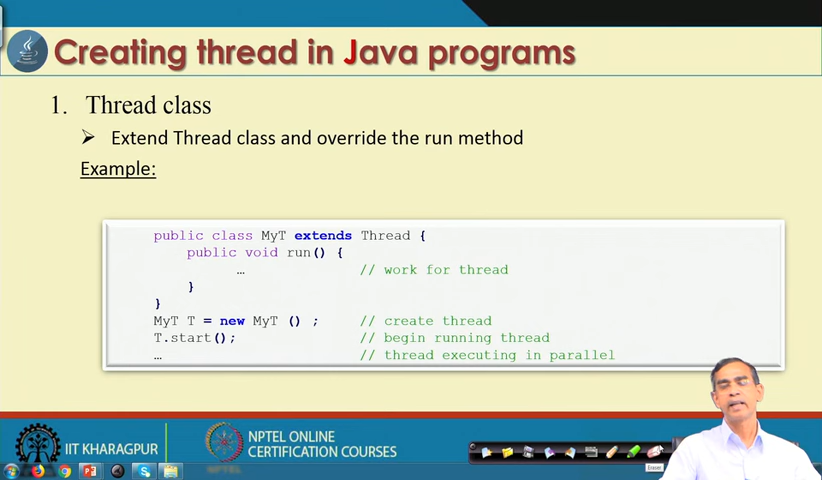 Creating thread in Java programs
1. Thread class
Extend Thread class and override the run method
Example:
public class MyT extends Thread {
public void run() {
… // work for thread
}
}
MyT T = new MyT () ; // create thread
T.start(); // begin running thread
… // thread executing in parallel
IIT KHARAGPUR
NPTEL ONLINE
CERTIFICATION COURSES
NPTEL
Eraser